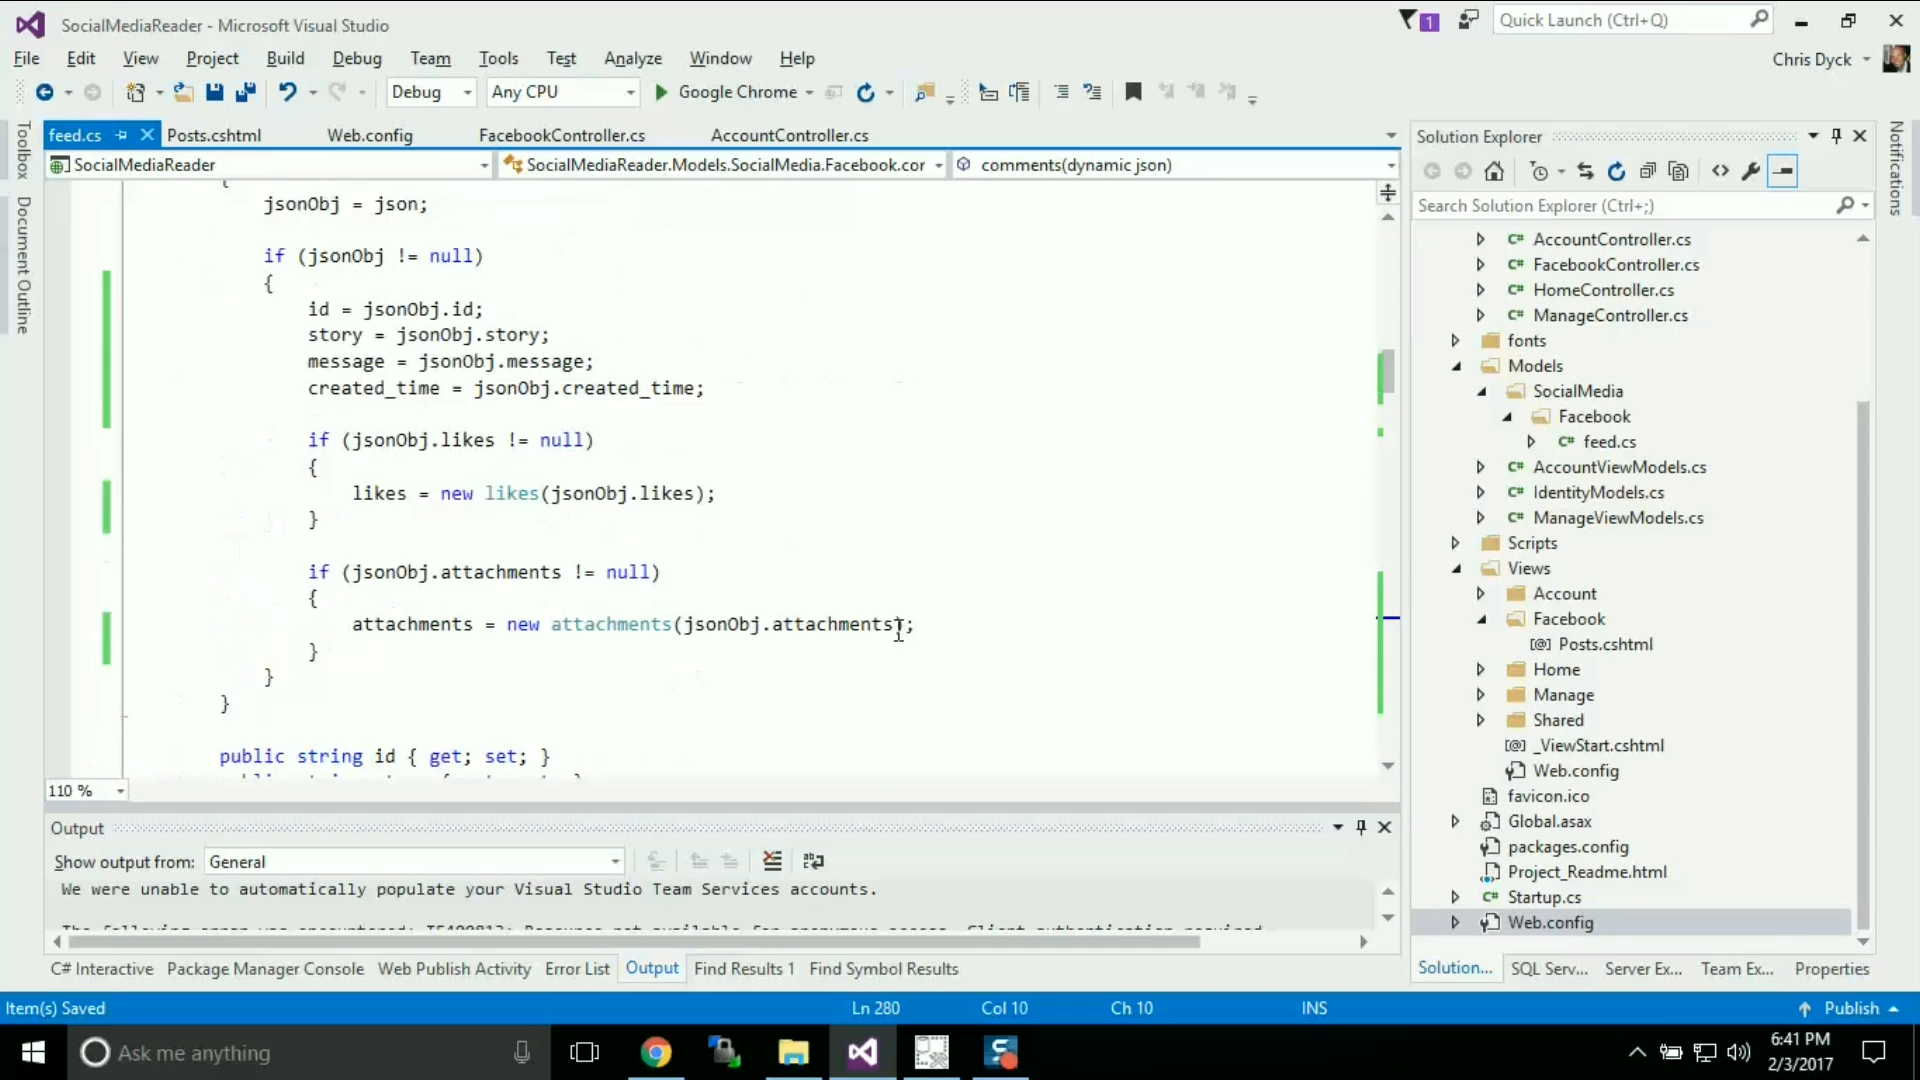 SocialMediaReader - Microsoft Visual Studio
1
Quick Launch (Ctrl+Q)
File Edit View Project Build Debug Team Tools Test Analyze Window Help
Chris Dyck
Debug Any CPU Google Chrome
feed.cs Posts.cshtml Web.config FacebookController.cs AccountController.cs
SocialMediaReader SocialMediaReader.Models.SocialMedia.Facebook.cor comments(dynamic json)
Toolbox
Document Outline
{
jsonObj = json;
if (jsonObj != null)
{
id = jsonObj.id;
story = jsonObj.story;
message = jsonObj.message;
created_time = jsonObj.created_time;
if (jsonObj.likes != null)
{
likes = new likes(jsonObj.likes);
}
if (jsonObj.attachments != null)
{
attachments = new attachments(jsonObj.attachments);
}
}
}
public string id { get; set; }
110 %
Output
Show output from: General
We were unable to automatically populate your Visual Studio Team Services accounts.
C# Interactive Package Manager Console Web Publish Activity Error List Output Find Results 1 Find Symbol Results
Solution Explorer
Search Solution Explorer (Ctrl+;)
C# AccountController.cs
C# FacebookController.cs
C# HomeController.cs
C# ManageController.cs
fonts
Models
SocialMedia
Facebook
C# feed.cs
C# AccountViewModels.cs
C# IdentityModels.cs
C# ManageViewModels.cs
Scripts
Views
Account
Facebook
[@] Posts.cshtml
Home
Manage
Shared
[@] _ViewStart.cshtml
Web.config
favicon.ico
Global.asax
packages.config
Project_Readme.html
C# Startup.cs
Web.config
Solution... SQL Serv... Server Ex... Team Ex... Properties
Notifications
Item(s) Saved Ln 280 Col 10 Ch 10 INS Publish
Ask me anything
6:41 PM
2/3/2017